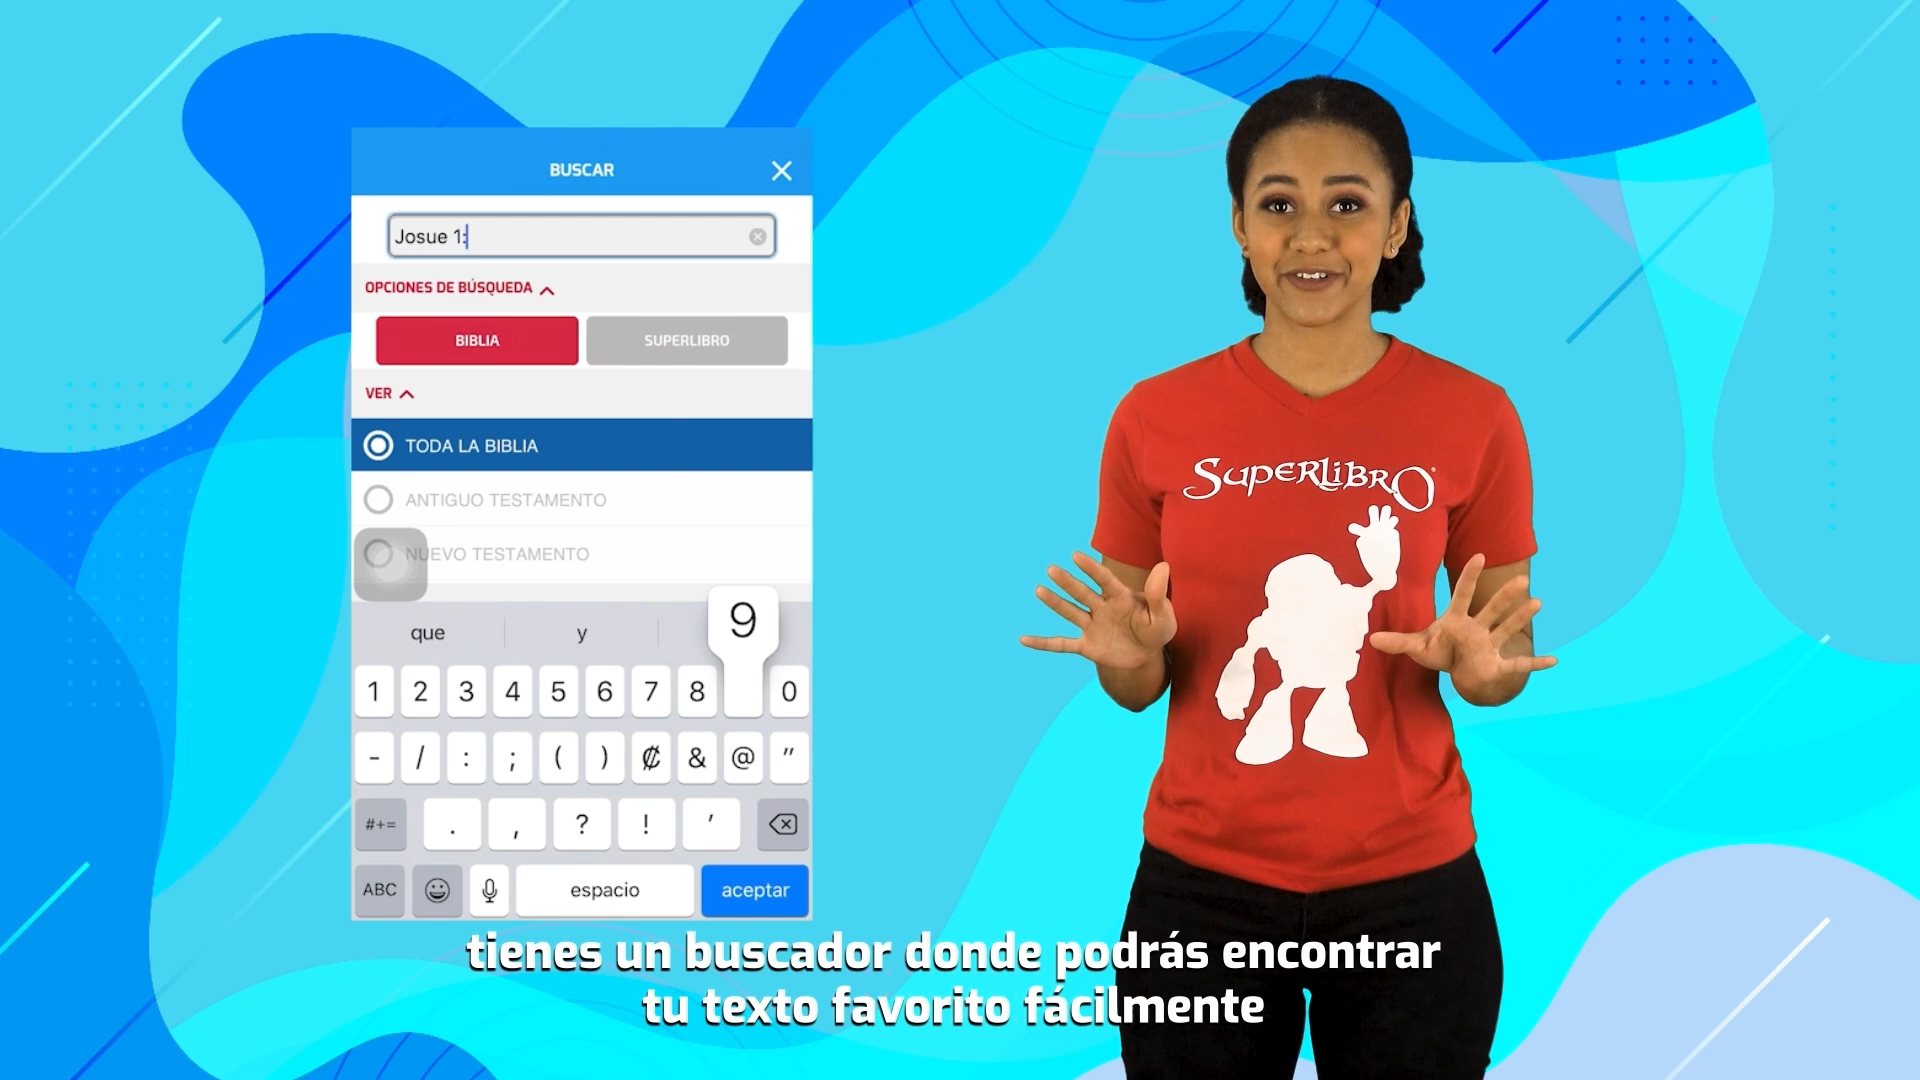 BUSCAR
Josue 1:
OPCIONES DE BÚSQUEDA
BIBLIA SUPERLIBRO
VER
TODA LA BIBLIA
ANTIGUO TESTAMENTO
NUEVO TESTAMENTO
que y
9
1 2 3 4 5 6 7 8 0
- / : ; ( ) ₡ & @ "
#+= . , ? ! '
ABC espacio aceptar
SUPERLIBRO
tienes un buscador donde podrás encontrar
tu texto favorito fácilmente